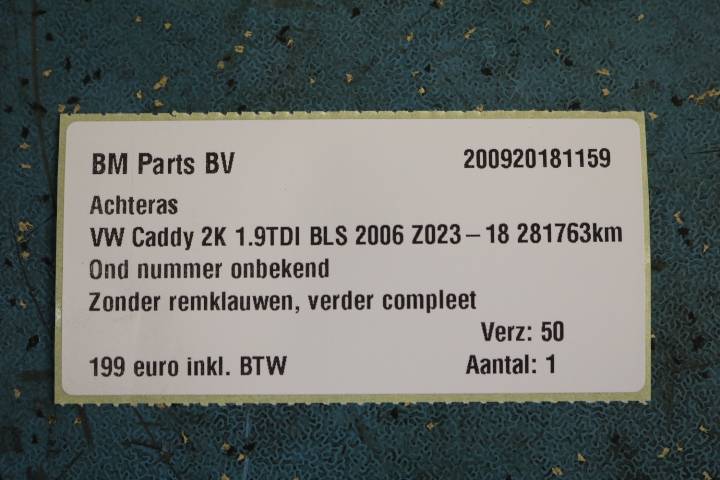 BM Parts BV 200920181159
Achteras
VW Caddy 2K 1.9TDI BLS 2006 Z023-18 281763km
Ond nummer onbekend
Zonder remklauwen, verder compleet
Verz: 50
199 euro inkl. BTW Aantal: 1